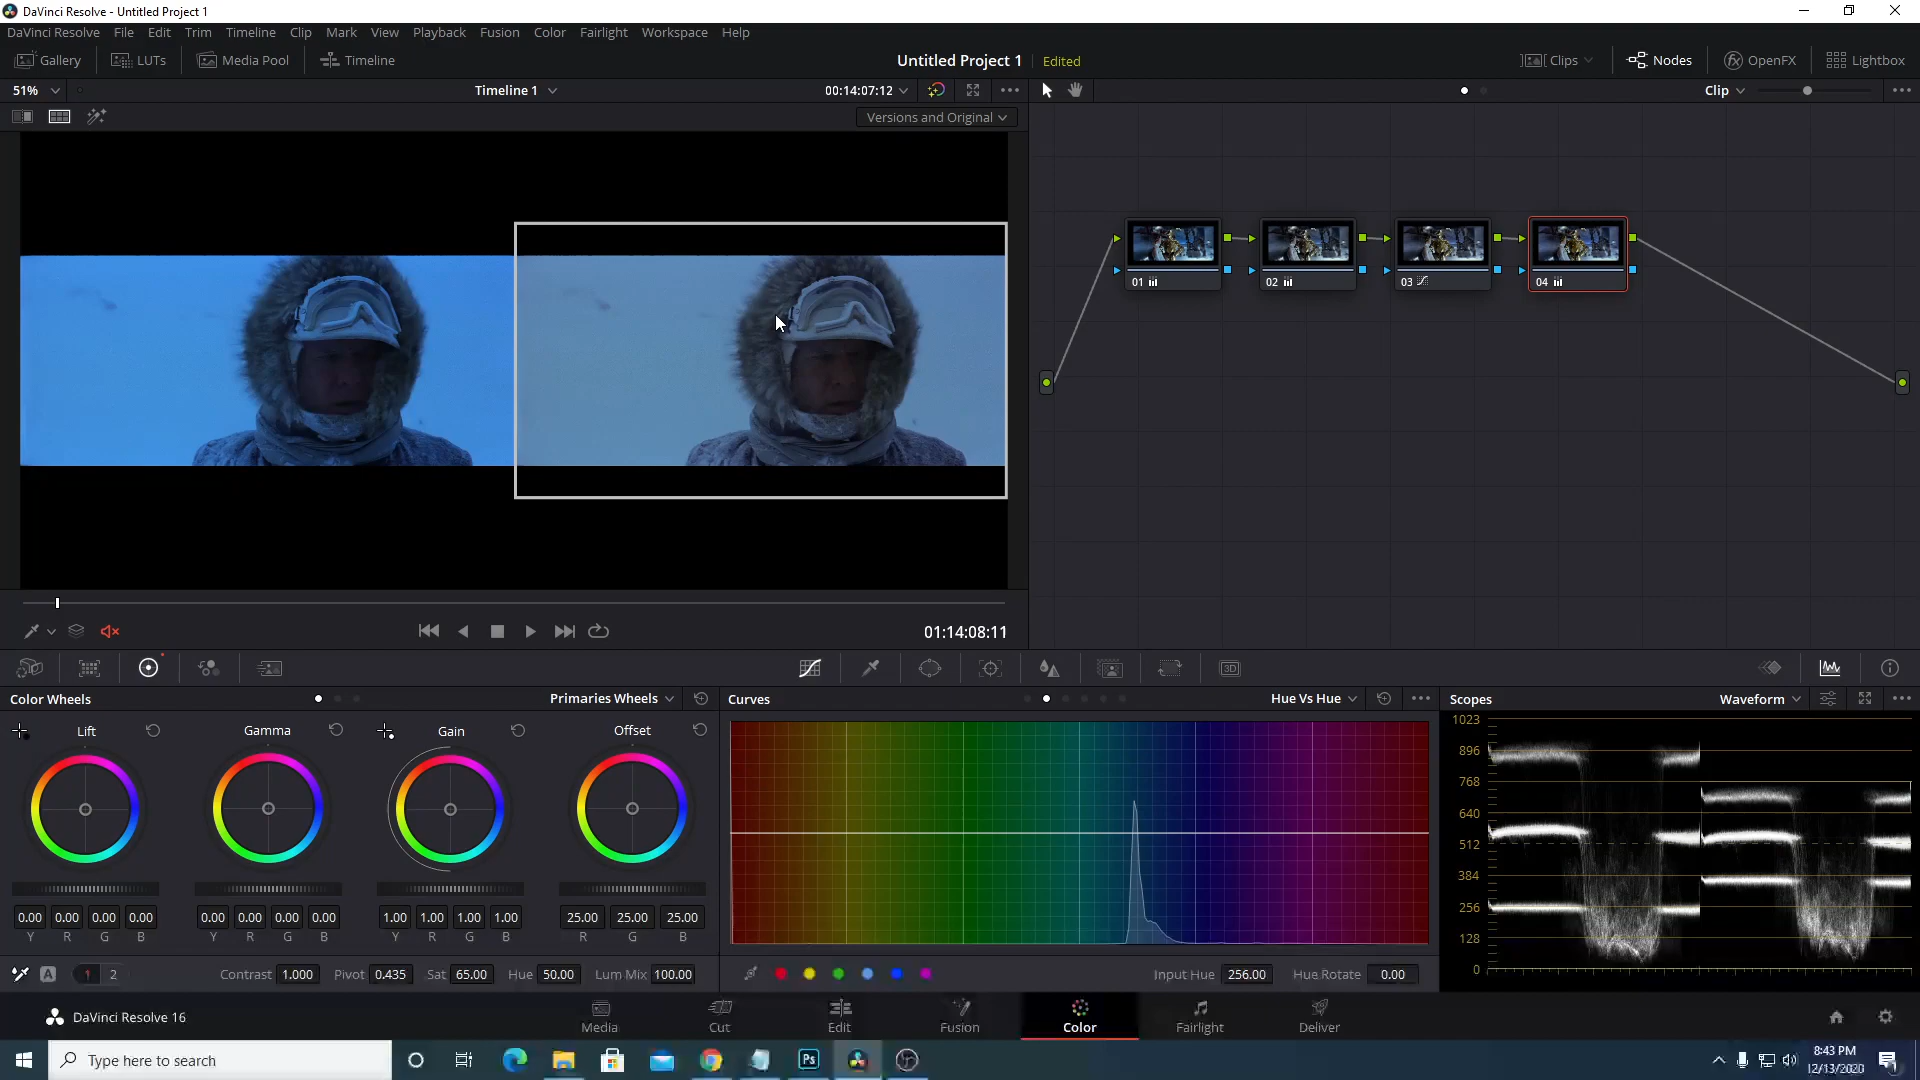 DaVinci Resolve - Untitled Project 1
DaVinci Resolve File Edit Trim Timeline Clip Mark View Playback Fusion Color Fairlight Workspace Help
Gallery LUTs Media Pool Timeline Untitled Project 1 Edited Clips Nodes OpenFX Lightbox
51% Timeline 1 00:14:07:12 Clip
Versions and Original
01 02 03 04
01:14:08:11
3D
Color Wheels Primaries Wheels Curves Hue Vs Hue Scopes Waveform
Lift Gamma Gain Offset
1023
896
768
640
512
384
256
128
0
0.00 0.00 0.00 0.00 0.00 0.00 0.00 0.00 1.00 1.00 1.00 1.00 25.00 25.00 25.00
Y R G B Y R G B Y R G B R G B
A 1 2 Contrast 1.000 Pivot 0.435 Sat 65.00 Hue 50.00 Lum Mix 100.00 Input Hue 256.00 Hue Rotate 0.00
DaVinci Resolve 16 Media Cut Edit Fusion Color Fairlight Deliver
Type here to search Ps 8:43 PM
12/13/2020